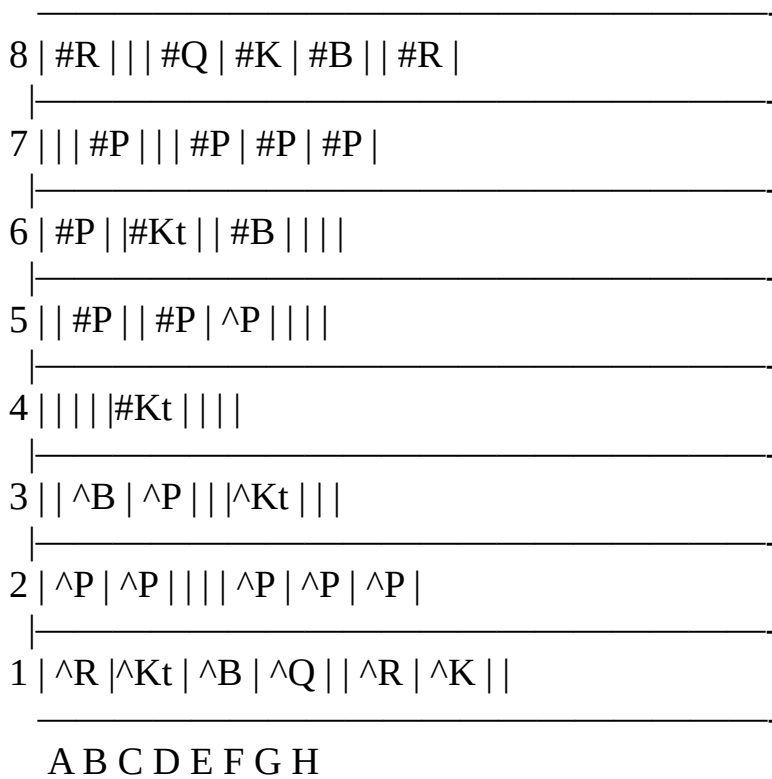 8 | #R | | | #Q | #K | #B | | #R |
7 | | | #P | | | #P | #P | #P |
6 | #P | |#Kt | | #B | | | |
5 | | #P | | #P | ^P | | | |
4 | | | | |#Kt | | | |
3 | | ^B | ^P | | |^Kt | | |
2 | ^P | ^P | | | | ^P | ^P | ^P |
1 | ^R |^Kt | ^B | ^Q | | ^R | ^K | |
A B C D E F G H